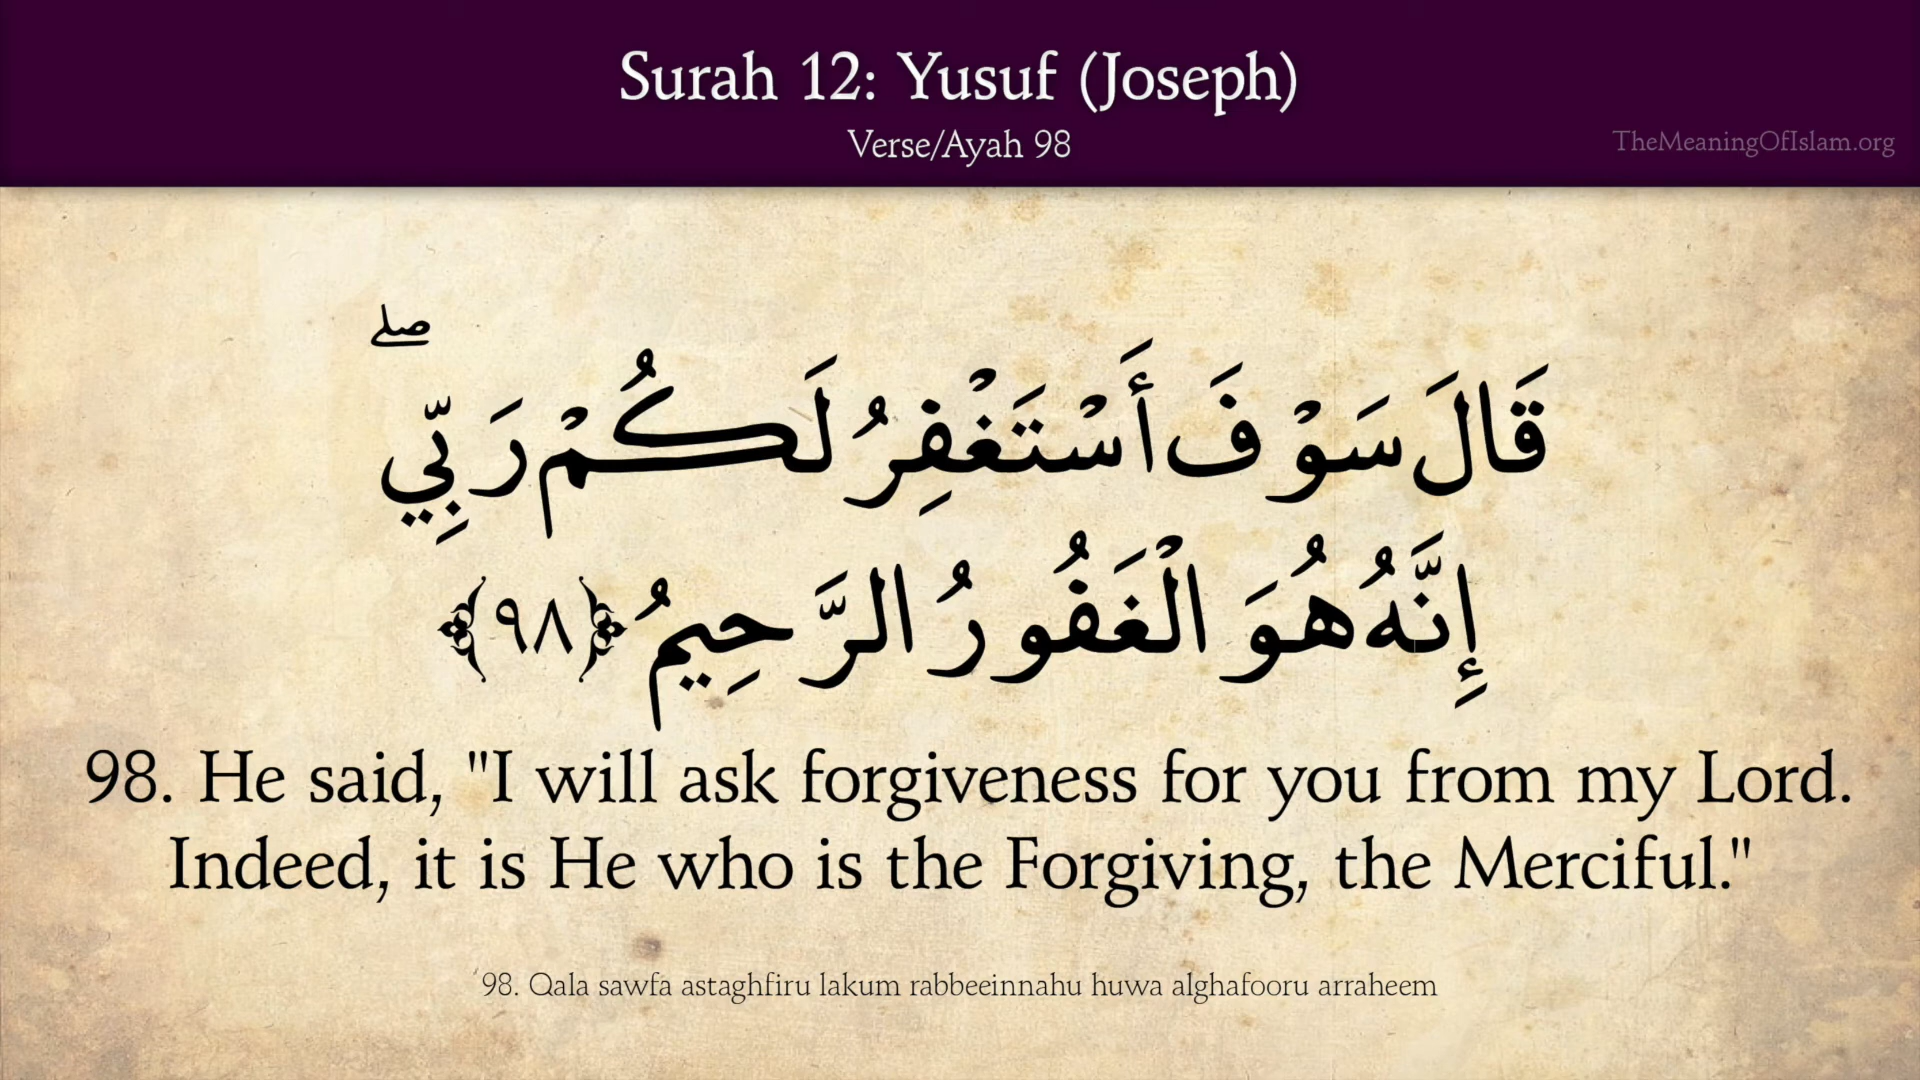 Surah 12: Yusuf (Joseph)
Verse/Ayah 98
TheMeaningOfIslam.org
قَالَ سَوْفَ أَسْتَغْفِرُ لَكُمْ رَبِّي ۖ
إِنَّهُ هُوَ الْغَفُورُ الرَّحِيمُ ﴿٩٨﴾
98. He said, "I will ask forgiveness for you from my Lord.
Indeed, it is He who is the Forgiving, the Merciful."
98. Qala sawfa astaghfiru lakum rabbeeinnahu huwa alghafooru arraheem